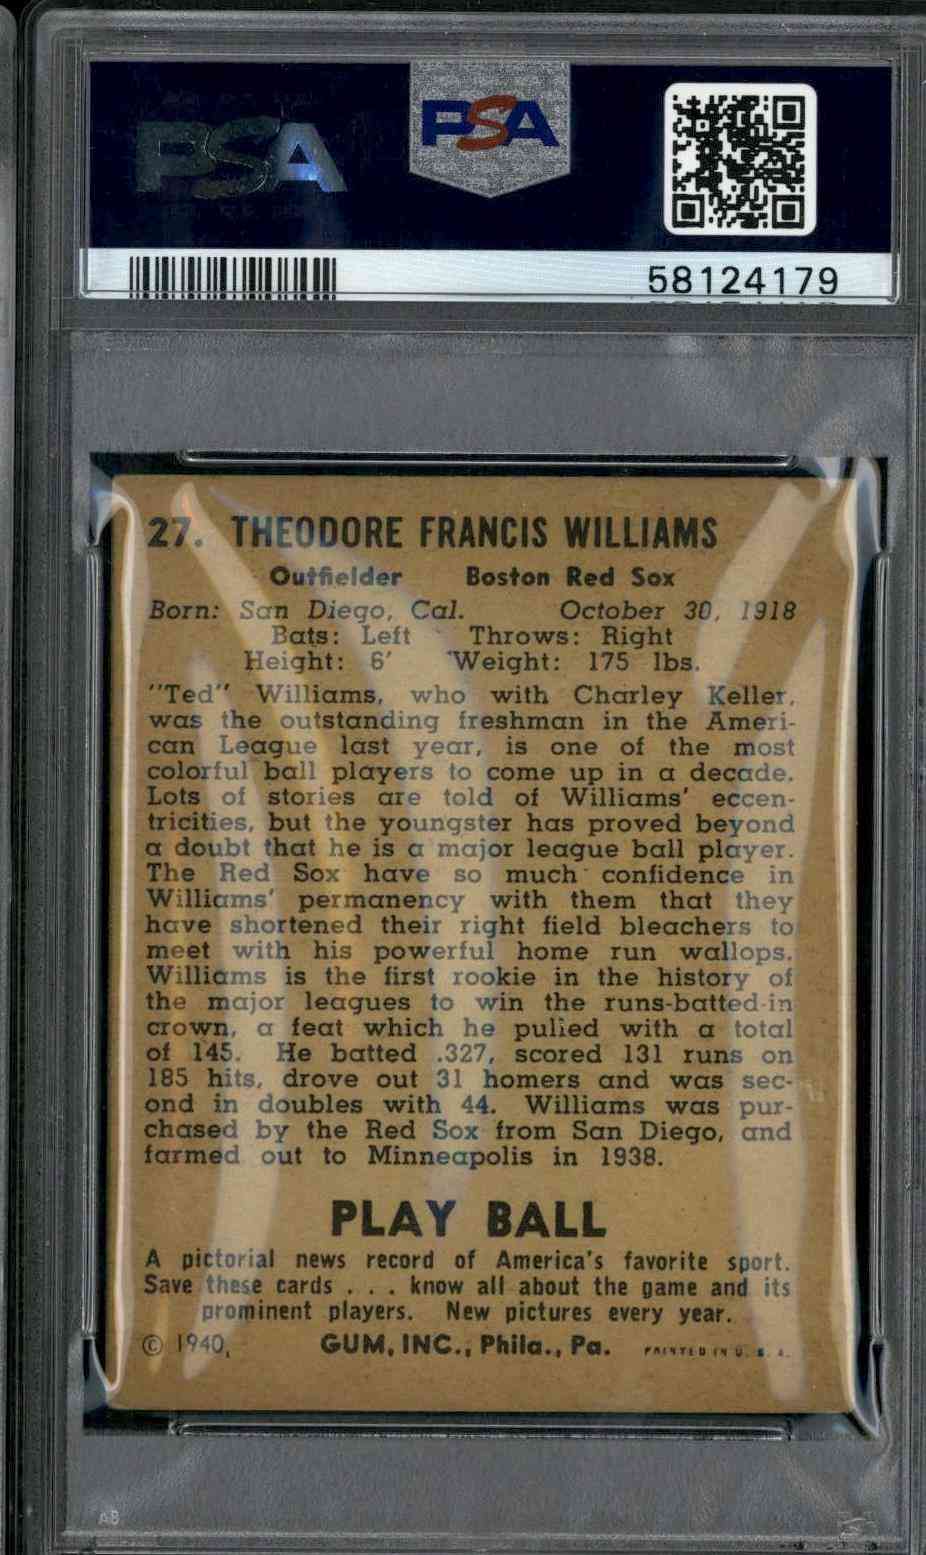 PSA
PSA
58124179
27. THEODORE FRANCIS WILLIAMS
Outfielder Boston Red Sox
Born: San Diego, Cal. October 30, 1918
Bats: Left Throws: Right
Height: 6' Weight: 175 lbs.
"Ted" Williams, who with Charley Keller,
was the outstanding freshman in the Ameri-
can League last year, is one of the most
colorful ball players to come up in a decade.
Lots of stories are told of Williams' eccen-
tricities, but the youngster has proved beyond
a doubt that he is a major league ball player.
The Red Sox have so much confidence in
Williams' permanency with them that they
have shortened their right field bleachers to
meet with his powerful home run wallops.
Williams is the first rookie in the history of
the major leagues to win the runs-batted-in
crown, a feat which he pulled with a total
of 145. He batted .327, scored 131 runs on
185 hits, drove out 31 homers and was sec-
ond in doubles with 44. Williams was pur-
chased by the Red Sox from San Diego, and
farmed out to Minneapolis in 1938.
PLAY BALL
A pictorial news record of America's favorite sport.
Save these cards . . . know all about the game and its
prominent players. New pictures every year.
© 1940, GUM, INC., Phila., Pa. PRINTED IN U. S. A.
AB